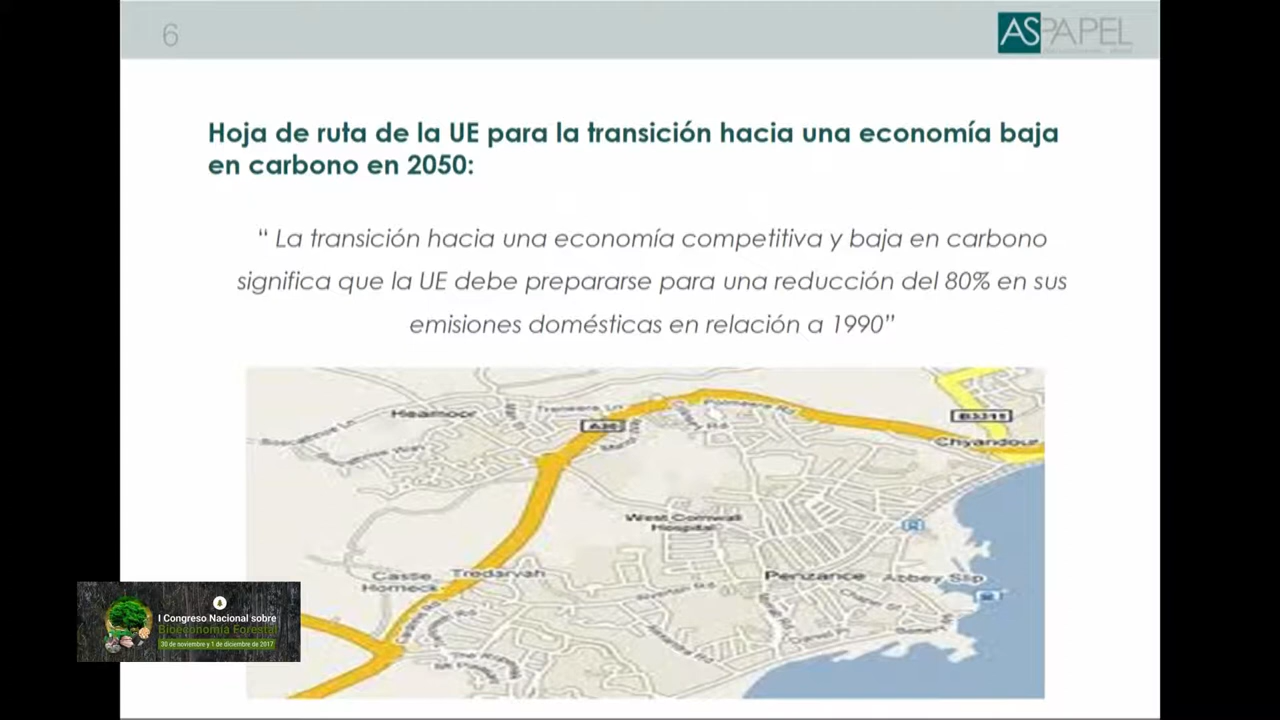 6
ASPAPEL
Hoja de ruta de la UE para la transición hacia una economía baja
en carbono en 2050:
“ La transición hacia una economía competitiva y baja en carbono
significa que la UE debe prepararse para una reducción del 80% en sus
emisiones domésticas en relación a 1990”
Heamoor
A30
B3311
Chyandour
West Cornwall
Hospital
Castle
Horneck
Tredarvah
Penzance
Abbey Slip
I Congreso Nacional sobre
Bioeconomía Forestal
30 de noviembre y 1 de diciembre de 2017